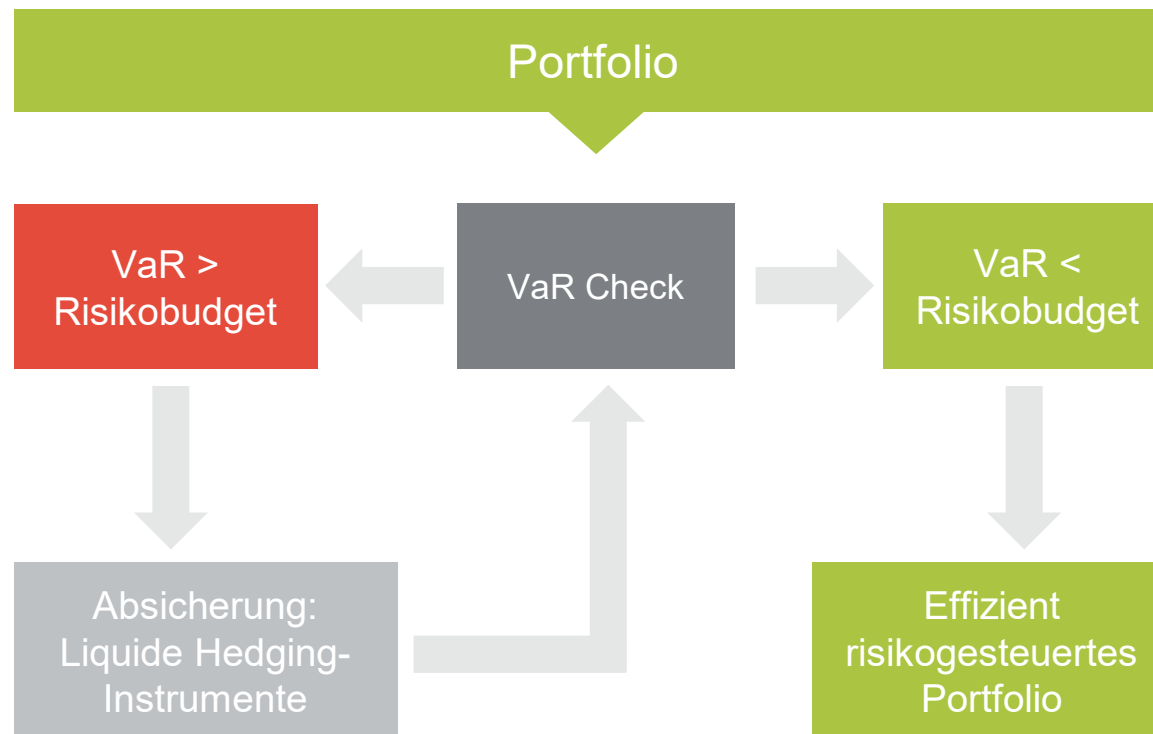 Portfolio
VaR >
Risikobudget
VaR Check
VaR <
Risikobudget
Absicherung:
Liquide Hedging-
Instrumente
Effizient
risikogesteuertes
Portfolio